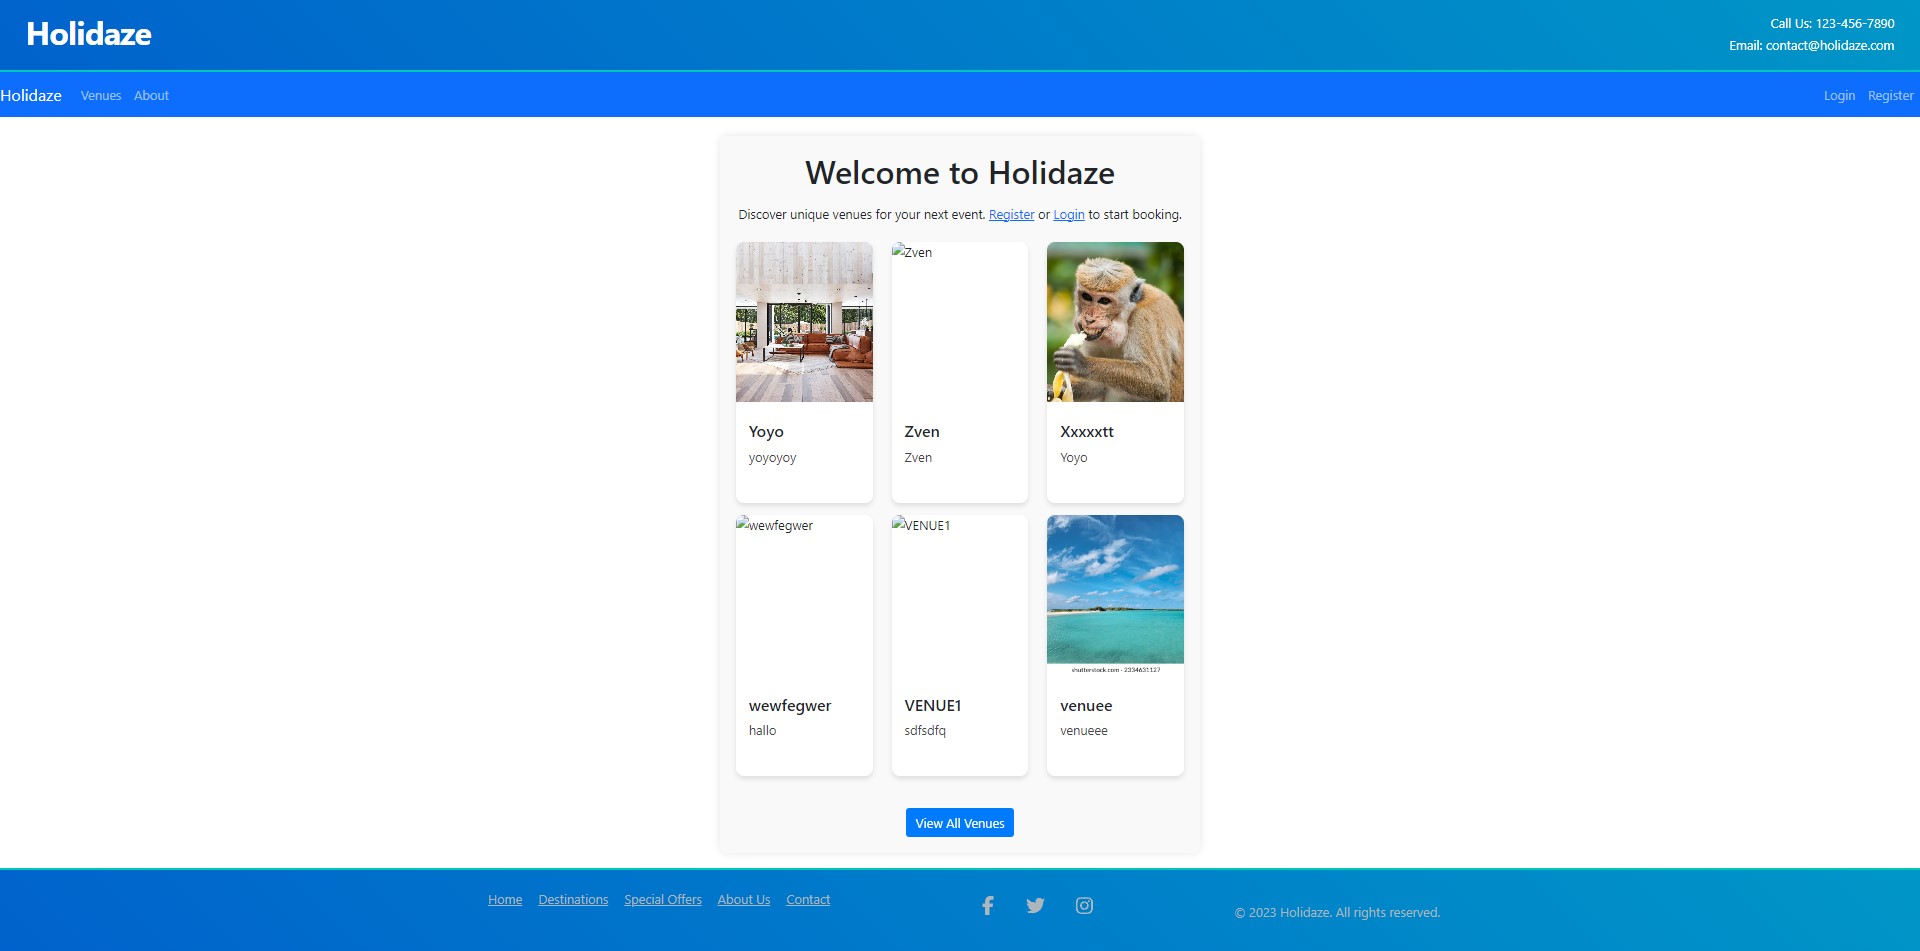 Holidaze
Call Us: 123-456-7890
Email: contact@holidaze.com
Holidaze Venues About Login Register
Welcome to Holidaze
Discover unique venues for your next event. Register or Login to start booking.
Zven
Yoyo
yoyoyoy
Zven
Zven
Xxxxxtt
Yoyo
wewfegwer
VENUE1
shutterstock.com · 2334631127
wewfegwer
hallo
VENUE1
sdfsdfq
venuee
venueee
View All Venues
Home Destinations Special Offers About Us Contact
© 2023 Holidaze. All rights reserved.